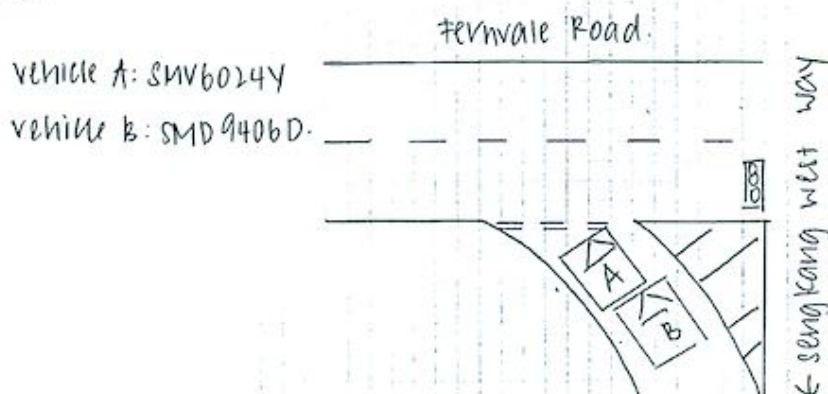 Fernvale Road.
vehicle A: SMV6024Y
vehicle B: SMD9406D.
← sengkang west way
A
B